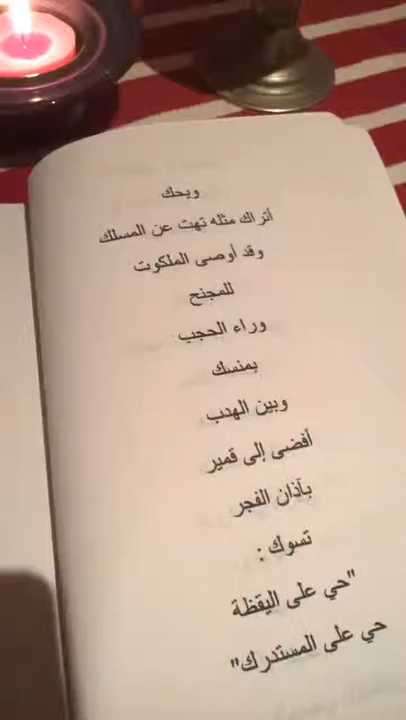 ويحك
أتراك مثله تهت عن المسلك
وقد أوصى الملكوت
للمجنح
وراء الحجب
بمنسك
وبين الهدب
أفضى إلى قمير
بآذان الفجر
تسوك :
"حي على اليقظة
حي على المستدرك"